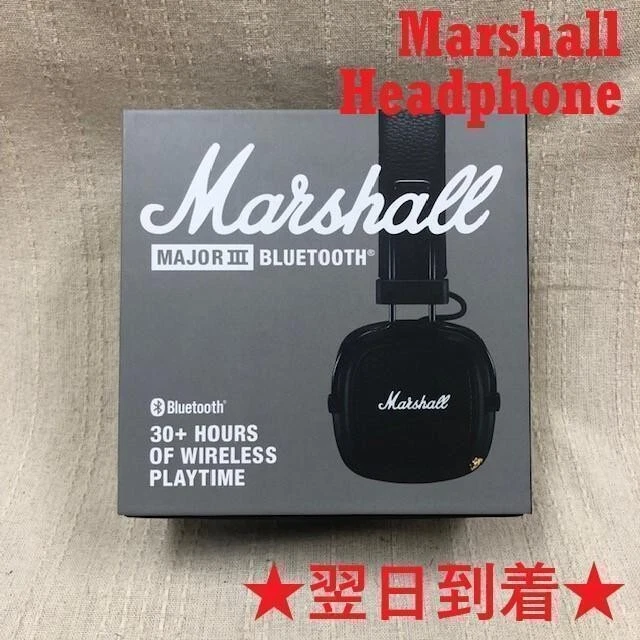 Marshall
Headphone
Marshall
MAJOR III BLUETOOTH®
Marshall
Bluetooth®
30+ HOURS
OF WIRELESS
PLAYTIME
★翌日到着★